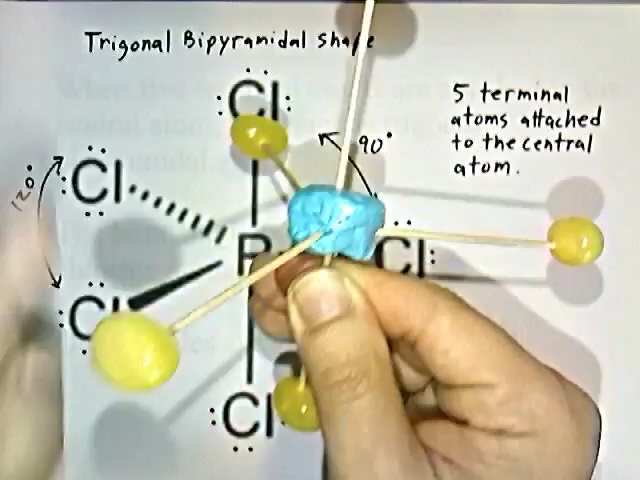 Trigonal Bipyramidal Shape
:Cl:
90°
5 terminal
atoms attached
to the central
atom.
120°
:Cl
P
Cl:
:Cl
:Cl